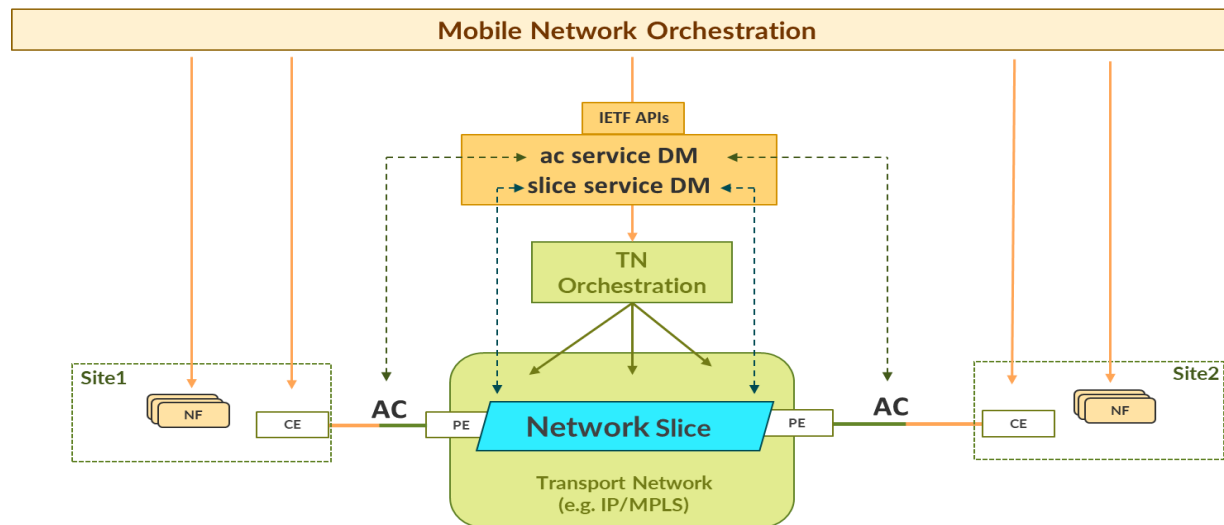 Mobile Network Orchestration
IETF APIs
ac service DM
slice service DM
TN
Orchestration
Site1
Site2
NF
AC
AC
NF
CE
PE
Network Slice
PE
CE
Transport Network
(e.g. IP/MPLS)